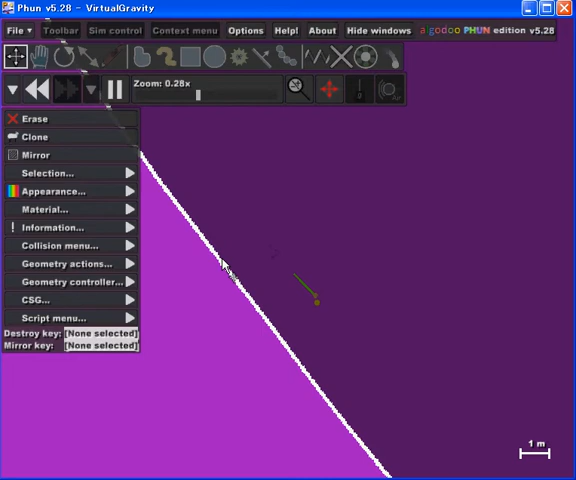 Phun v5.28 - VirtualGravity
File Toolbar Sim control Context menu Options Help! About Hide windows a godoo PHUN edition v5.28
Zoom: 0.28x
Erase
Clone
Mirror
Selection...
Appearance...
Material...
Information...
Collision menu...
Geometry actions...
Geometry controller...
CSG...
Script menu...
Destroy key: [None selected]
Mirror key: [None selected]
1 m